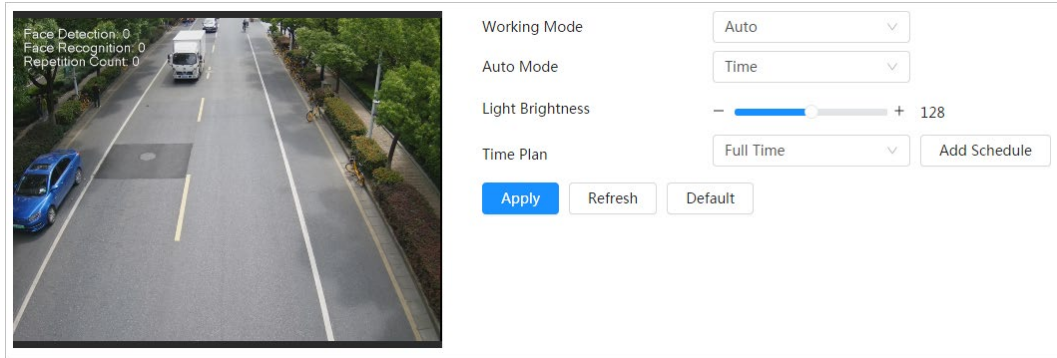 Face Detection: 0
Face Recognition: 0
Repetition Count: 0
Working Mode Auto
Auto Mode Time
Light Brightness − + 128
Time Plan Full Time Add Schedule
Apply Refresh Default